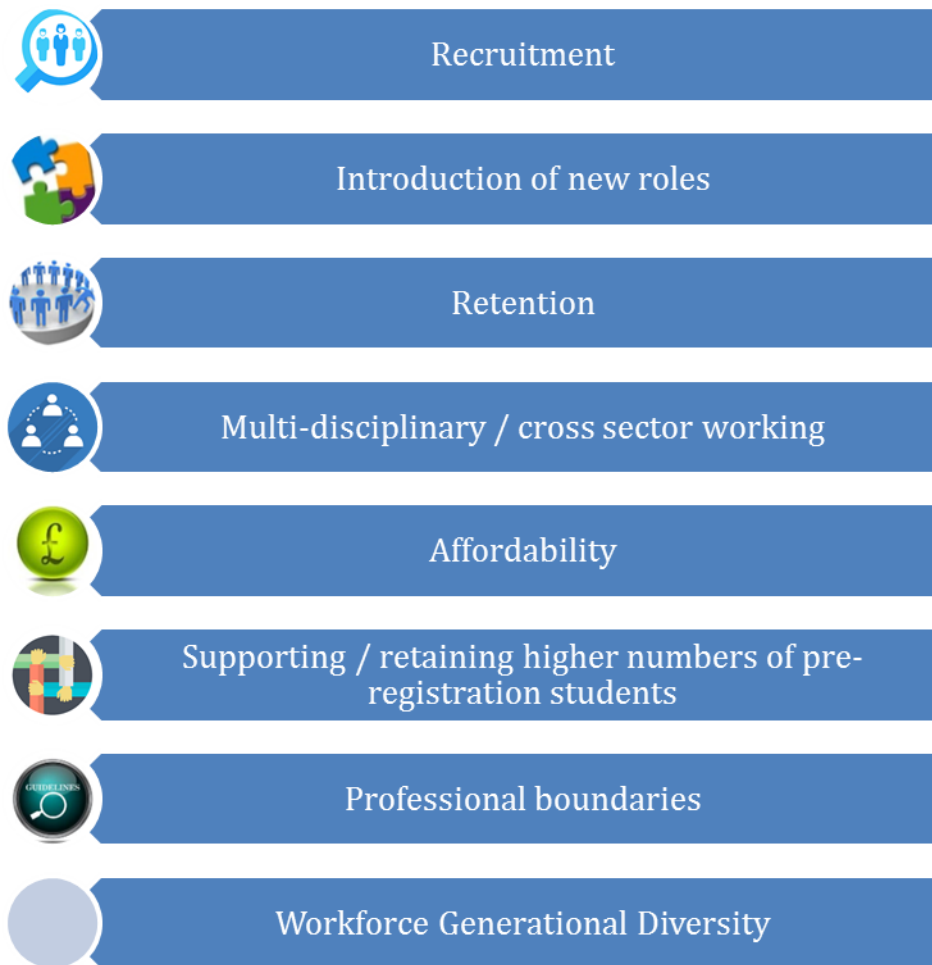 Recruitment
Introduction of new roles
Retention
Multi-disciplinary / cross sector working
£
Affordability
Supporting / retaining higher numbers of pre-
registration students
GUIDELINES
Professional boundaries
Workforce Generational Diversity